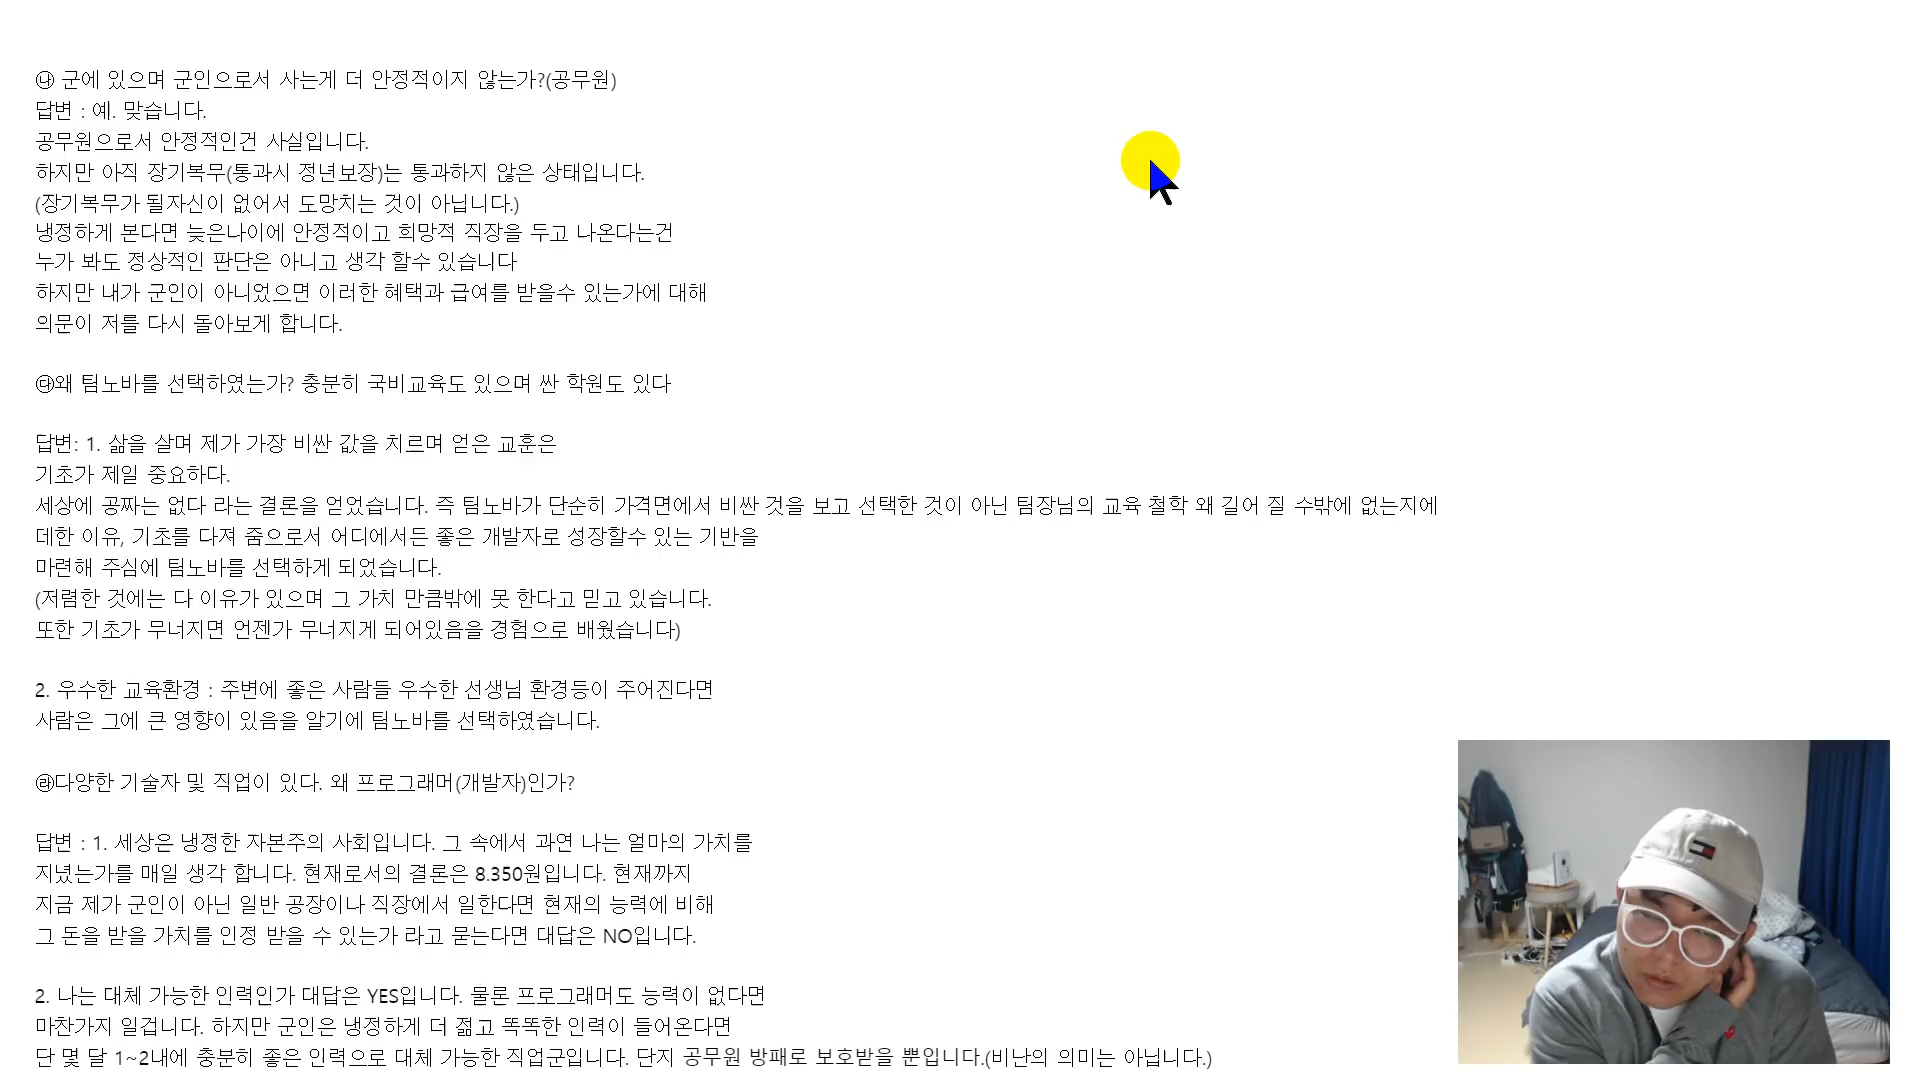 ㉯ 군에 있으며 군인으로서 사는게 더 안정적이지 않는가?(공무원)
답변 : 예. 맞습니다.
공무원으로서 안정적인건 사실입니다.
하지만 아직 장기복무(통과시 정년보장)는 통과하지 않은 상태입니다.
(장기복무가 될자신이 없어서 도망치는 것이 아닙니다.)
냉정하게 본다면 늦은나이에 안정적이고 희망적 직장을 두고 나온다는건
누가 봐도 정상적인 판단은 아니고 생각 할수 있습니다
하지만 내가 군인이 아니었으면 이러한 혜택과 급여를 받을수 있는가에 대해
의문이 저를 다시 돌아보게 합니다.
㉰왜 팀노바를 선택하였는가? 충분히 국비교육도 있으며 싼 학원도 있다
답변: 1. 삶을 살며 제가 가장 비싼 값을 치르며 얻은 교훈은
기초가 제일 중요하다.
세상에 공짜는 없다 라는 결론을 얻었습니다. 즉 팀노바가 단순히 가격면에서 비싼 것을 보고 선택한 것이 아닌 팀장님의 교육 철학 왜 길어 질 수밖에 없는지에
데한 이유, 기초를 다져 줌으로서 어디에서든 좋은 개발자로 성장할수 있는 기반을
마련해 주심에 팀노바를 선택하게 되었습니다.
(저렴한 것에는 다 이유가 있으며 그 가치 만큼밖에 못 한다고 믿고 있습니다.
또한 기초가 무너지면 언젠가 무너지게 되어있음을 경험으로 배웠습니다)
2. 우수한 교육환경 : 주변에 좋은 사람들 우수한 선생님 환경등이 주어진다면
사람은 그에 큰 영향이 있음을 알기에 팀노바를 선택하였습니다.
㉱다양한 기술자 및 직업이 있다. 왜 프로그래머(개발자)인가?
답변 : 1. 세상은 냉정한 자본주의 사회입니다. 그 속에서 과연 나는 얼마의 가치를
지녔는가를 매일 생각 합니다. 현재로서의 결론은 8.350원입니다. 현재까지
지금 제가 군인이 아닌 일반 공장이나 직장에서 일한다면 현재의 능력에 비해
그 돈을 받을 가치를 인정 받을 수 있는가 라고 묻는다면 대답은 NO입니다.
2. 나는 대체 가능한 인력인가 대답은 YES입니다. 물론 프로그래머도 능력이 없다면
마찬가지 일겁니다. 하지만 군인은 냉정하게 더 젊고 똑똑한 인력이 들어온다면
단 몇 달 1~2내에 충분히 좋은 인력으로 대체 가능한 직업군입니다. 단지 공무원 방패로 보호받을 뿐입니다.(비난의 의미는 아닙니다.)